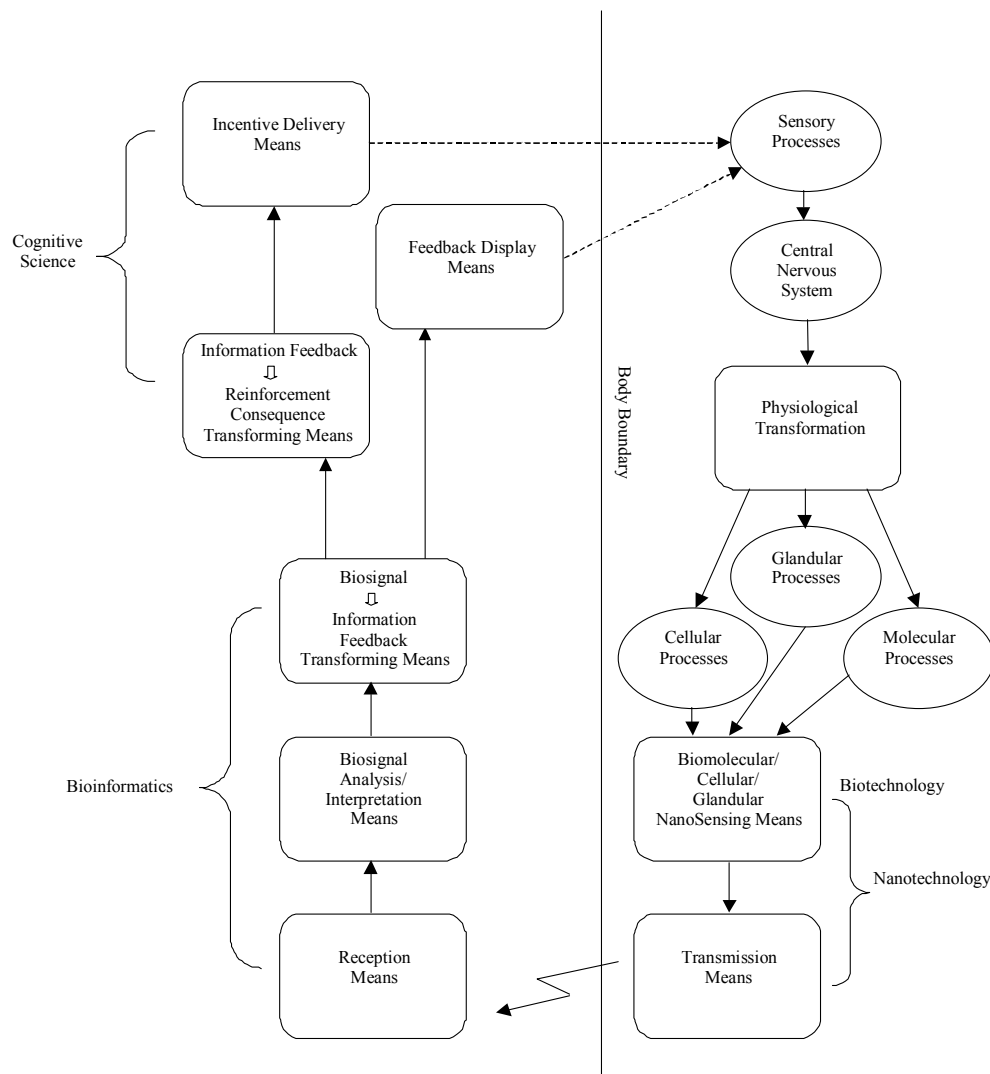 Incentive Delivery
Means
Sensory
Processes
Cognitive
Science
Feedback Display
Means
Central
Nervous
System
Information Feedback
⇩
Reinforcement
Consequence
Transforming Means
Body Boundary
Physiological
Transformation
Glandular
Processes
Biosignal
⇩
Information
Feedback
Transforming Means
Cellular
Processes
Molecular
Processes
Bioinformatics
Biosignal
Analysis/
Interpretation
Means
Biomolecular/
Cellular/
Glandular
NanoSensing Means
Biotechnology
Nanotechnology
Reception
Means
Transmission
Means